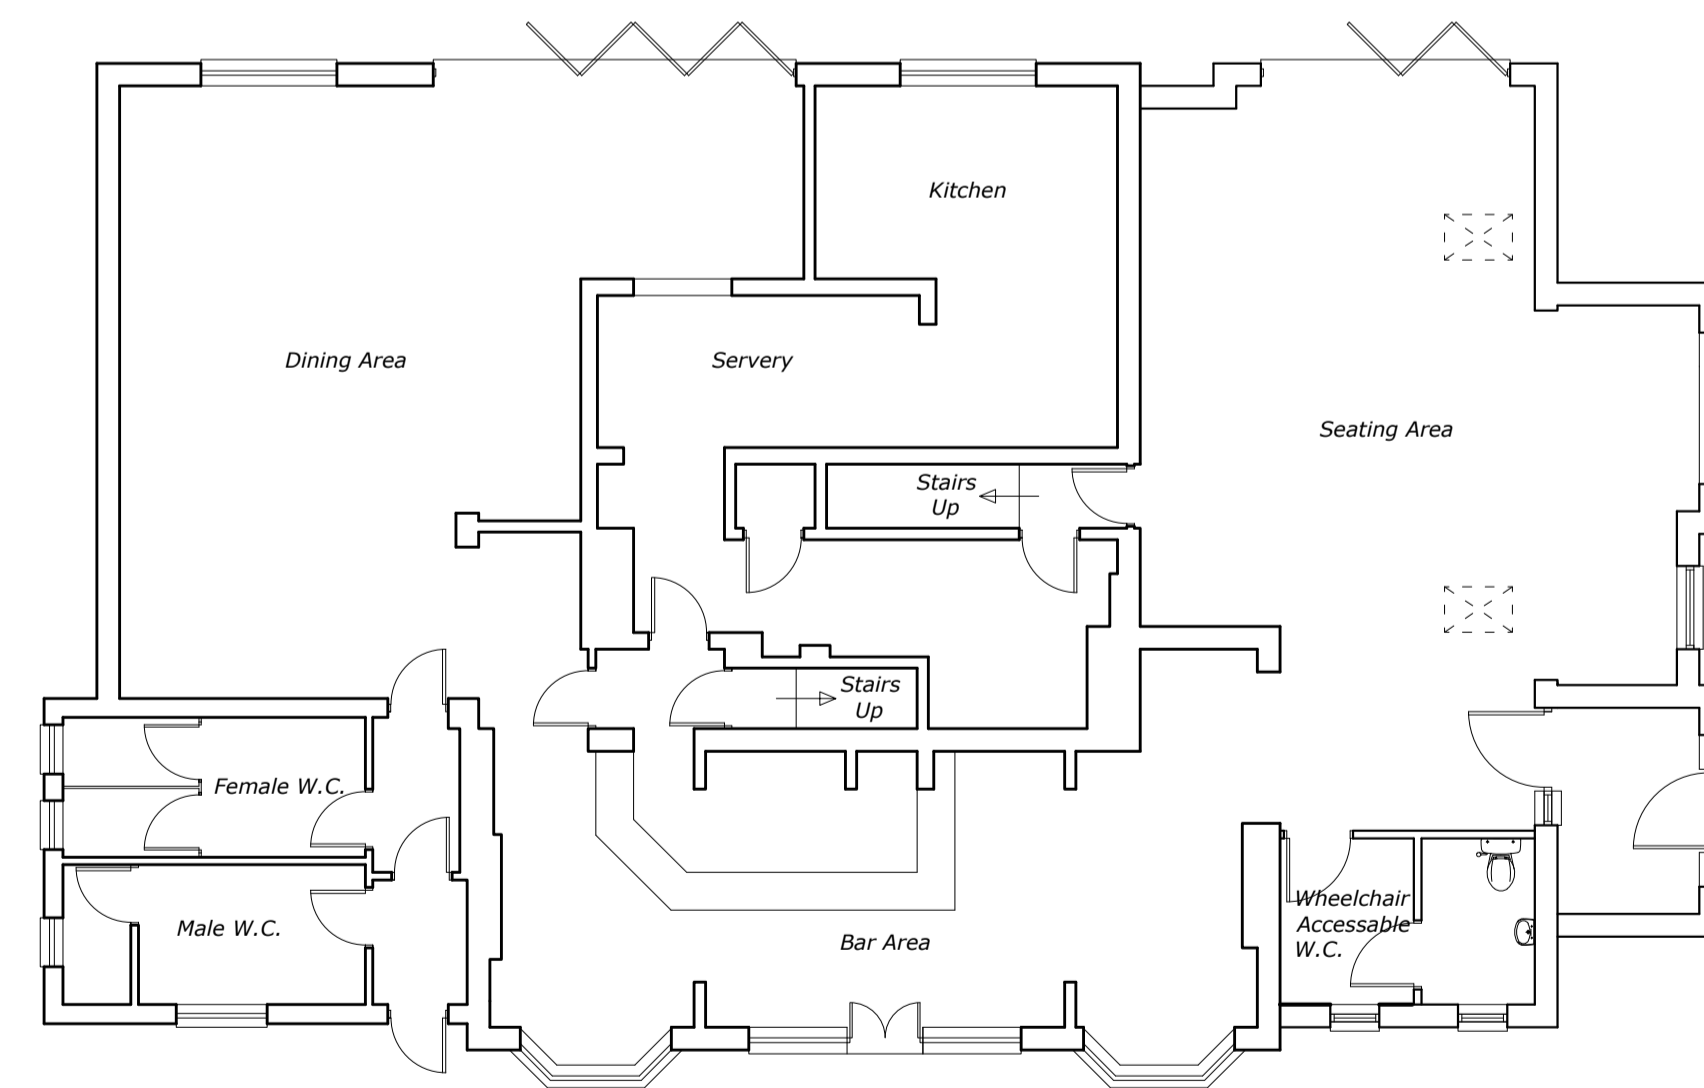 Kitchen
Dining Area
Servery
Seating Area
Stairs
Up
Stairs
Up
Female W.C.
Male W.C.
Bar Area
Wheelchair
Accessable
W.C.